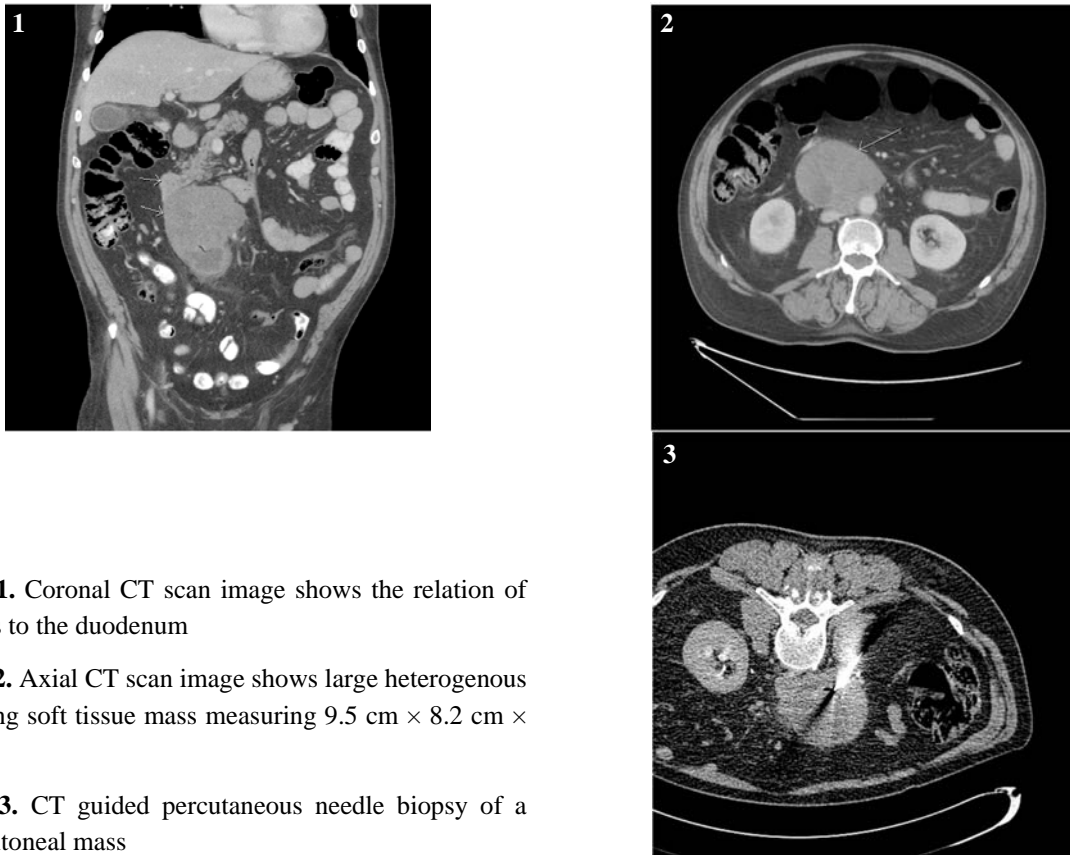 1
2
3
1. Coronal CT scan image shows the relation of
s to the duodenum
2. Axial CT scan image shows large heterogenous
ng soft tissue mass measuring 9.5 cm × 8.2 cm ×
3. CT guided percutaneous needle biopsy of a
utoneal mass